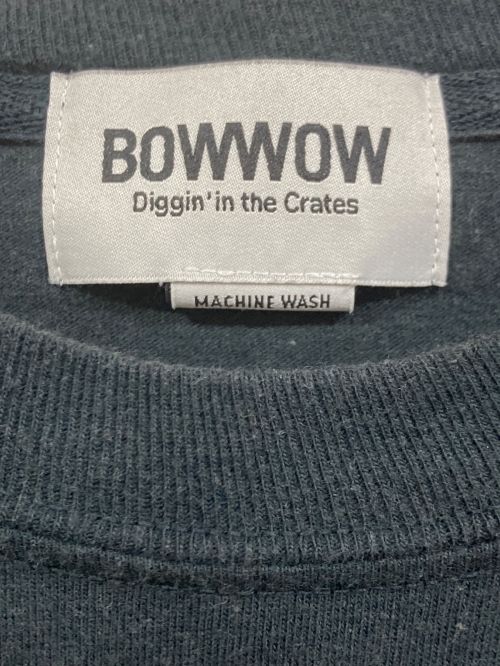 BOWWOW
Diggin' in the Crates
MACHINE WASH